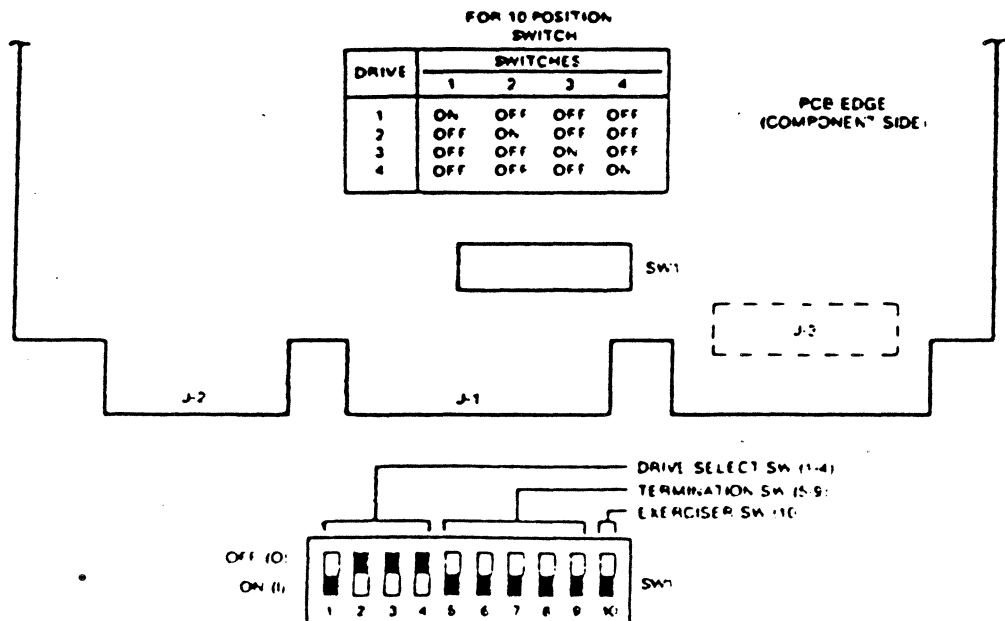 FOR 10 POSITION
SWITCH
DRIVE SWITCHES
1 2 3 4
1 ON OFF OFF OFF
2 OFF ON OFF OFF
3 OFF OFF ON OFF
4 OFF OFF OFF ON
PCB EDGE
(COMPONENT SIDE)
SW1
J-3
J-2 J-1
DRIVE SELECT SW (1-4)
TERMINATION SW (5-9)
EXERCISER SW (10)
OFF (0)
ON (1) SW1
1 2 3 4 5 6 7 8 9 10